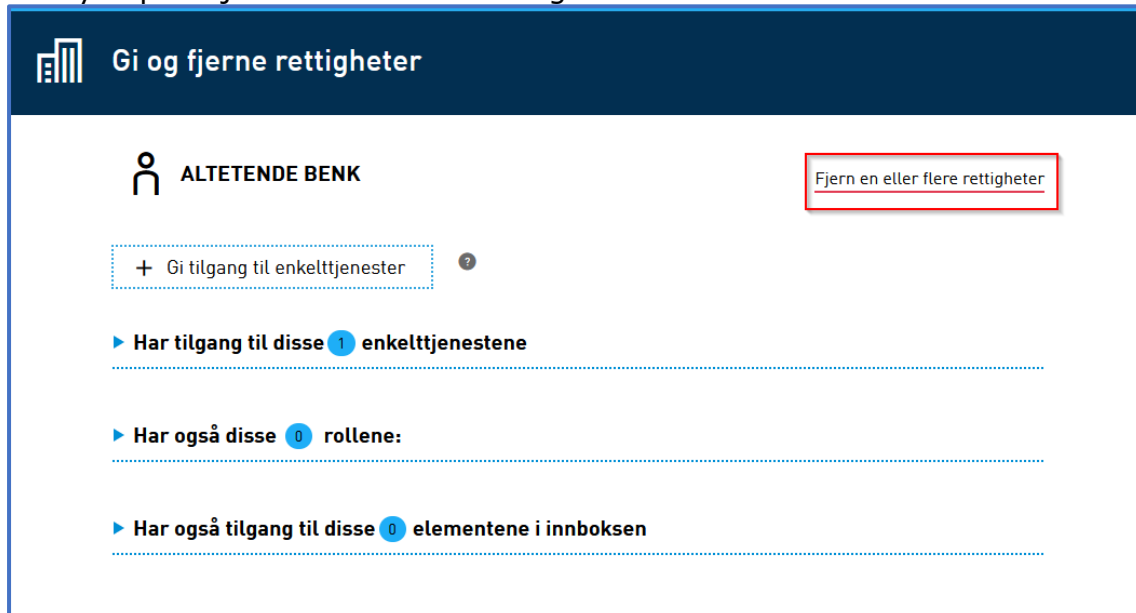 Gi og fjerne rettigheter
ALTETENDE BENK
Fjern en eller flere rettigheter
+ Gi tilgang til enkelttjenester ?
Har tilgang til disse 1 enkelttjenestene
Har også disse 0 rollene:
Har også tilgang til disse 0 elementene i innboksen